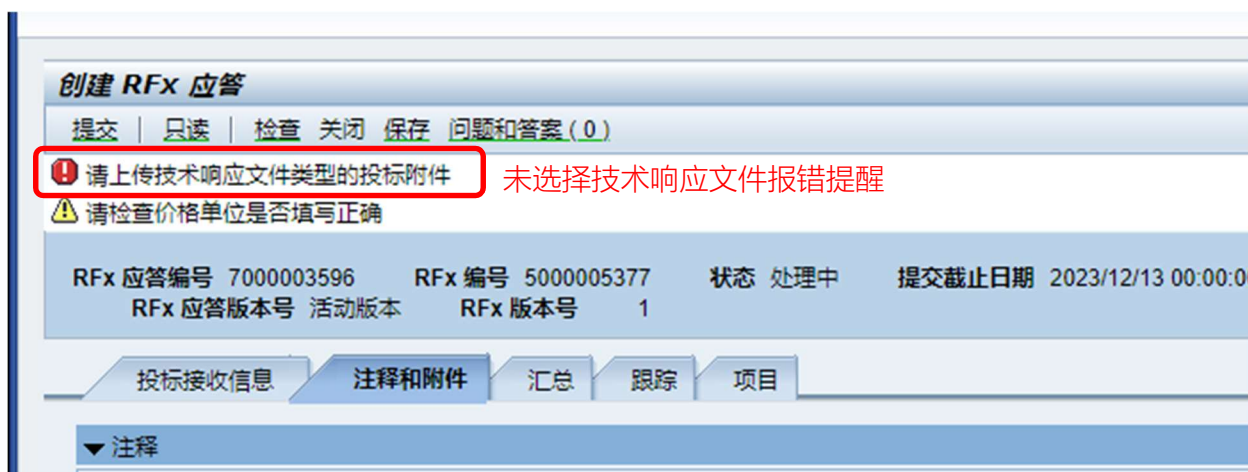 创建 RFx 应答
提交 | 只读 | 检查 关闭 保存 问题和答案 ( 0 )
请上传技术响应文件类型的投标附件 未选择技术响应文件报错提醒
请检查价格单位是否填写正确
RFx 应答编号 7000003596 RFx 编号 5000005377 状态 处理中 提交截止日期 2023/12/13 00:00:0
RFx 应答版本号 活动版本 RFx 版本号 1
投标接收信息 注释和附件 汇总 跟踪 项目
注释